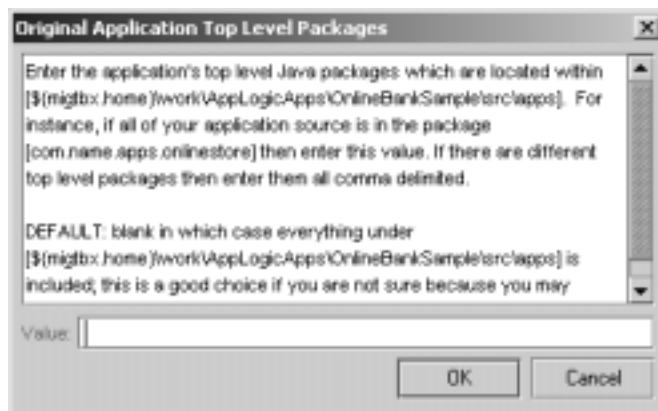 Original Application Top Level Packages
Enter the application's top level Java packages which are located within
[$(migtbx.home)\work\AppLogicApps\OnlineBankSample\src\apps]. For
instance, if all of your application source is in the package
[com.name.apps.onlinestore] then enter this value. If there are different
top level packages then enter them all comma delimited.
DEFAULT: blank in which case everything under
[$(migtbx.home)\work\AppLogicApps\OnlineBankSample\src\apps] is
included; this is a good choice if you are not sure because you may
Value:
OK Cancel